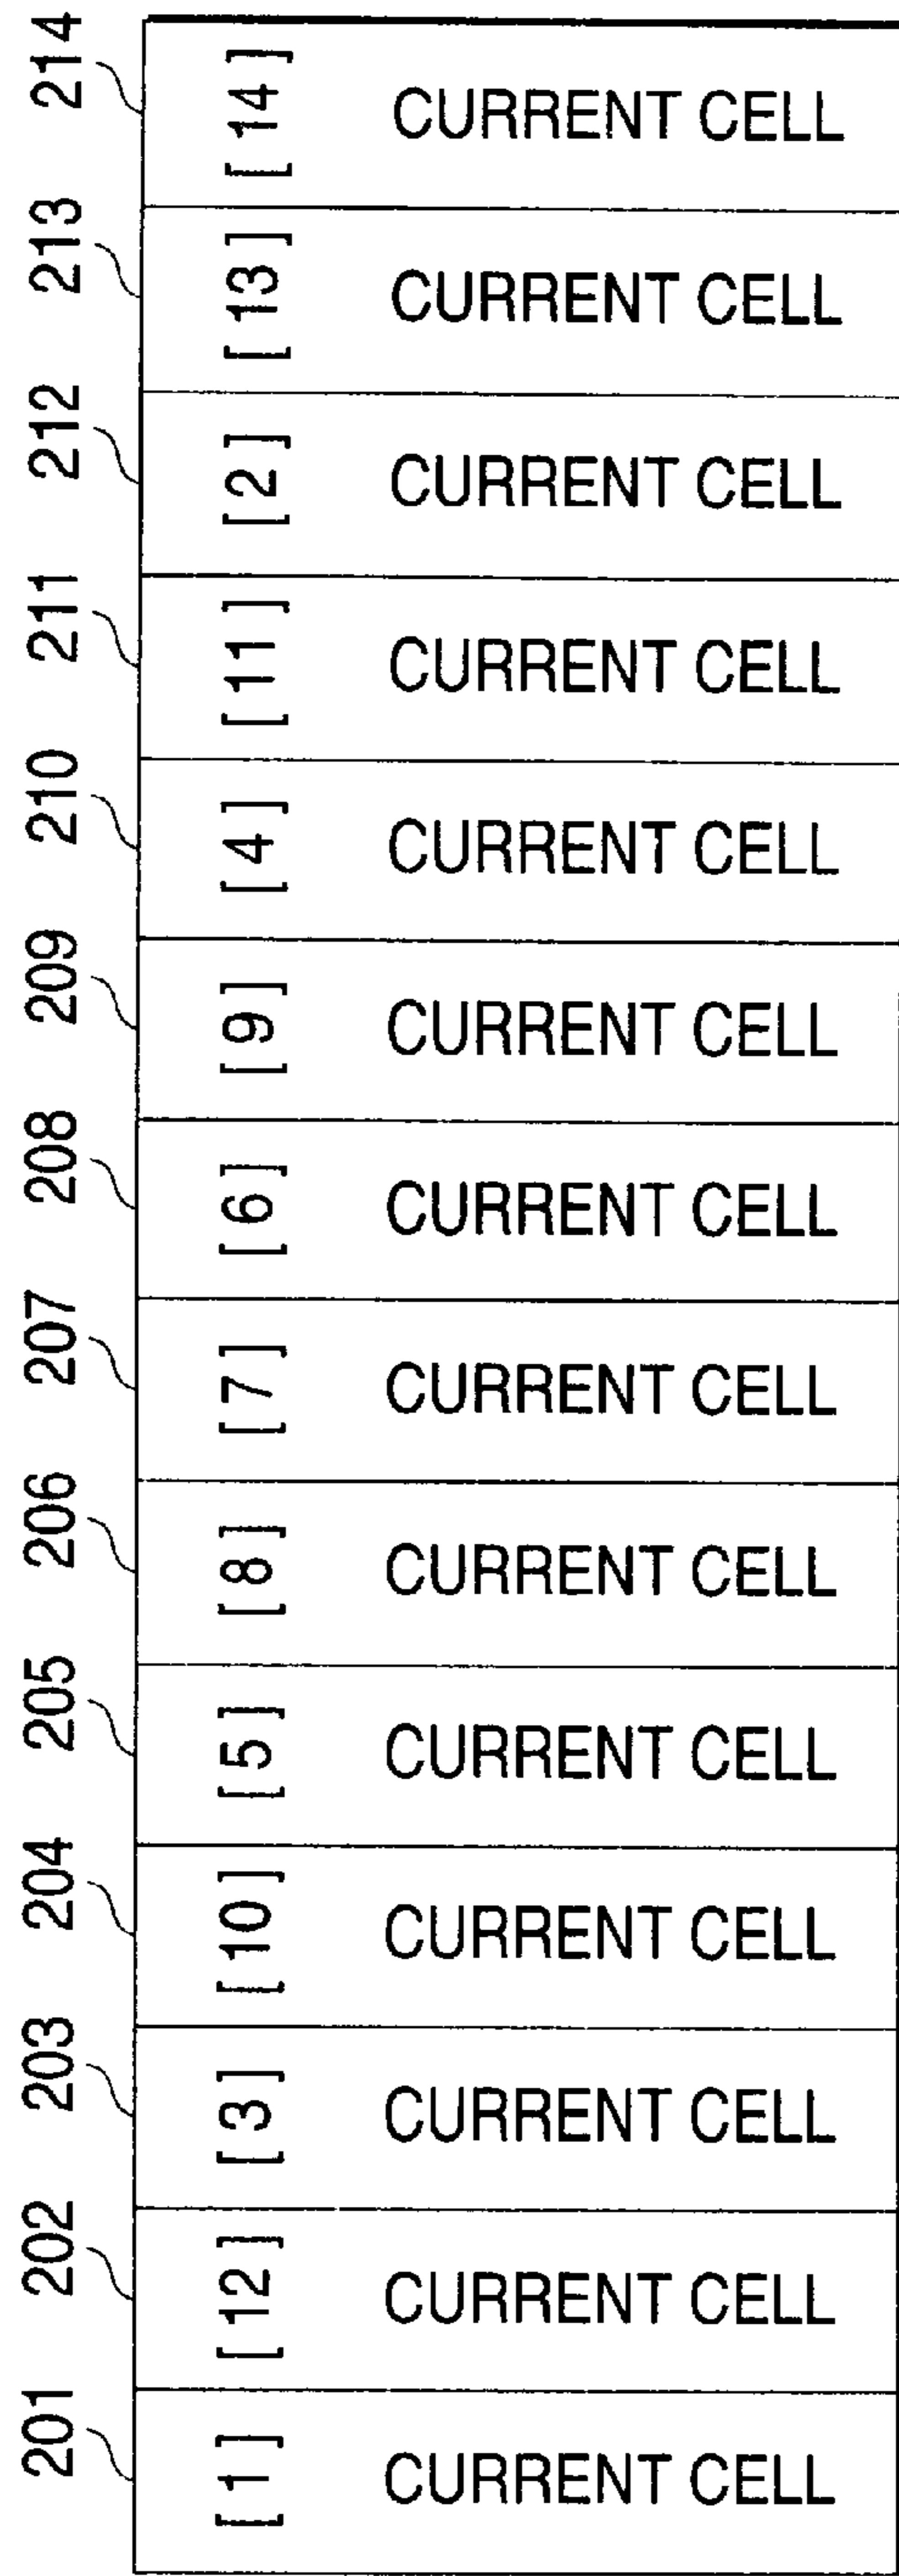 214 [14] CURRENT CELL
213 [13] CURRENT CELL
212 [2] CURRENT CELL
211 [11] CURRENT CELL
210 [4] CURRENT CELL
209 [9] CURRENT CELL
208 [6] CURRENT CELL
207 [7] CURRENT CELL
206 [8] CURRENT CELL
205 [5] CURRENT CELL
204 [10] CURRENT CELL
203 [3] CURRENT CELL
202 [12] CURRENT CELL
201 [1] CURRENT CELL